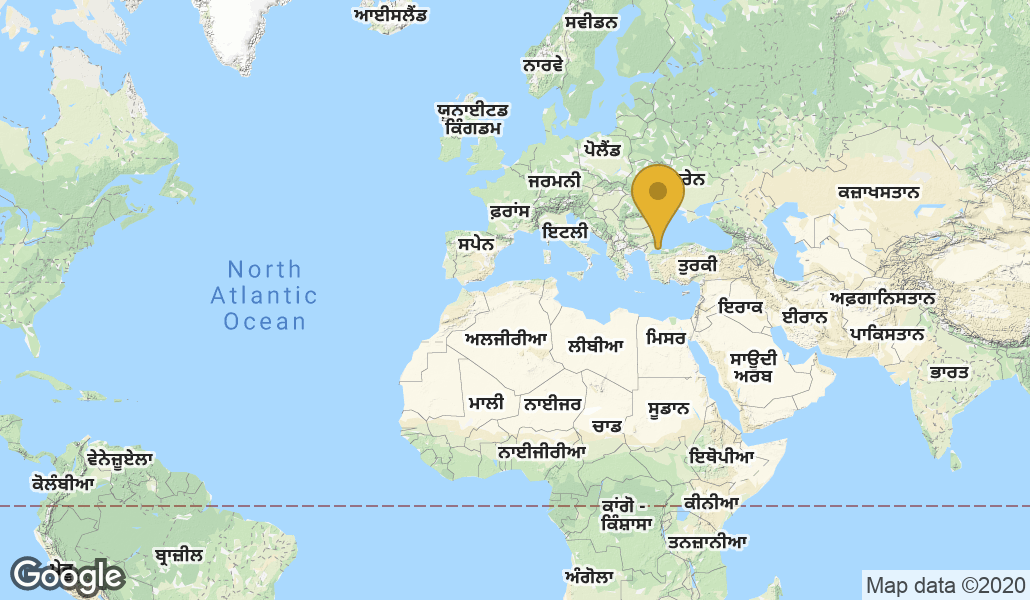 ਆਈਸਲੈਂਡ
ਸਵੀਡਨ
ਨਾਰਵੇ
ਯੂਨਾਈਟਡ
ਕਿੰਗਡਮ
ਪੋਲੈਂਡ
ਜਰਮਨੀ
ਰੇਨ
ਕਜ਼ਾਖਸਤਾਨ
ਫ਼ਰਾਂਸ
ਇਟਲੀ
ਸਪੇਨ
ਤੁਰਕੀ
North
Atlantic
Ocean
ਇਰਾਕ
ਈਰਾਨ
ਅਫ਼ਗਾਨਿਸਤਾਨ
ਪਾਕਿਸਤਾਨ
ਅਲਜੀਰੀਆ
ਲੀਬੀਆ
ਮਿਸਰ
ਸਾਊਦੀ
ਅਰਬ
ਭਾਰਤ
ਮਾਲੀ
ਨਾਈਜਰ
ਸੂਡਾਨ
ਚਾਡ
ਨਾਈਜੀਰੀਆ
ਇਥੋਪੀਆ
ਵੇਨੇਜ਼ੂਏਲਾ
ਕੋਲੰਬੀਆ
ਕਾਂਗੋ -
ਕਿੰਸ਼ਾਸਾ
ਕੀਨੀਆ
ਤਨਜ਼ਾਨੀਆ
ਬ੍ਰਾਜ਼ੀਲ
ਅੰਗੋਲਾ
Google
Map data ©2020